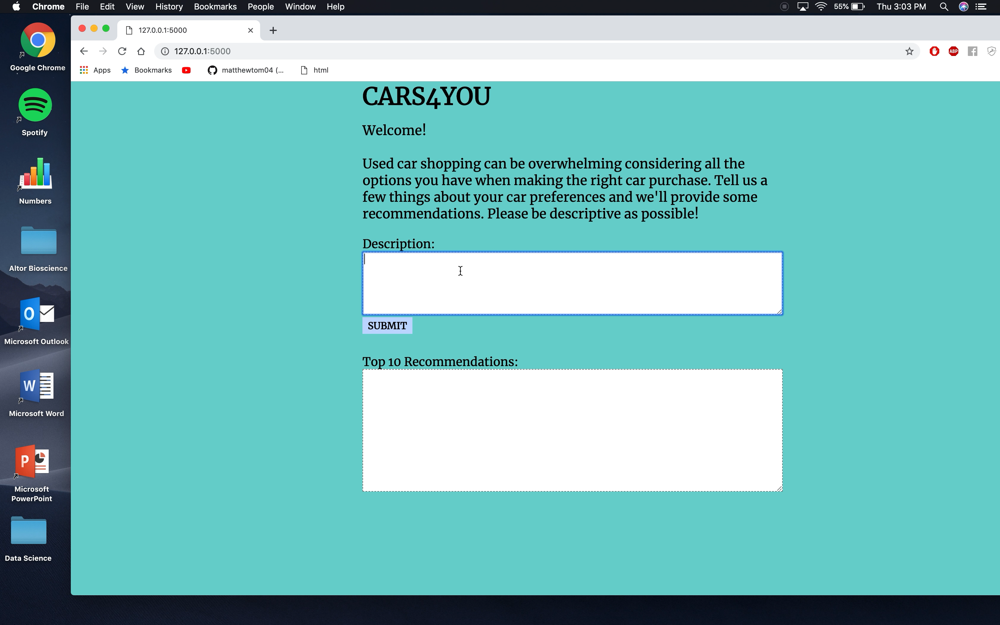 Chrome File Edit View History Bookmarks People Window Help
55% Thu 3:03 PM
127.0.0.1:5000
127.0.0.1:5000
ABP
Apps Bookmarks matthewtom04 (... html
Google Chrome
Spotify
Numbers
Altor Bioscience
Microsoft Outlook
Microsoft Word
Microsoft
PowerPoint
Data Science
CARS4YOU
Welcome!
Used car shopping can be overwhelming considering all the
options you have when making the right car purchase. Tell us a
few things about your car preferences and we'll provide some
recommendations. Please be descriptive as possible!
Description:
SUBMIT
Top 10 Recommendations: